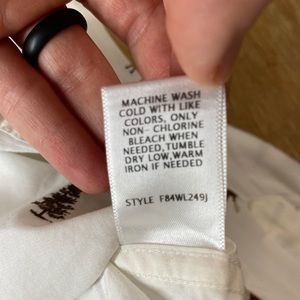 MACHINE WASH
COLD WITH LIKE
COLORS, ONLY
NON- CHLORINE
BLEACH WHEN
NEEDED,TUMBLE
DRY LOW,WARM
IRON IF NEEDED
STYLE F84WL249J